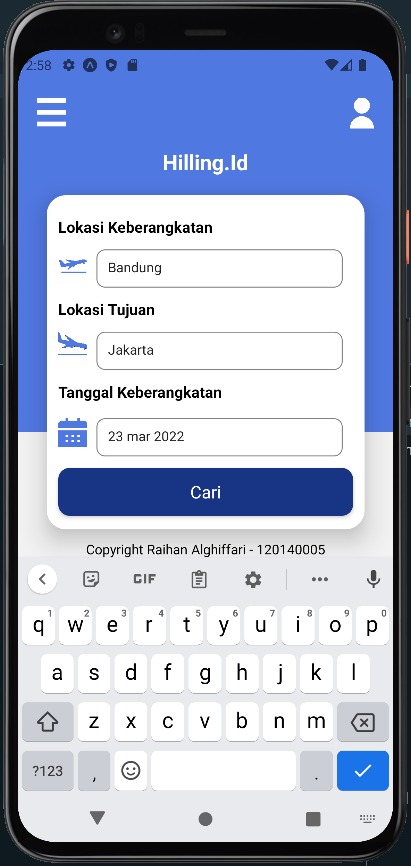 2:58
Hilling.Id
Lokasi Keberangkatan
Bandung
Lokasi Tujuan
Jakarta
Tanggal Keberangkatan
23 mar 2022
Cari
Copyright Raihan Alghiffari - 120140005
GIF
q1 w2 e3 r4 t5 y6 u7 i8 o9 p0
a s d f g h j k l
z x c v b n m
?123 , .